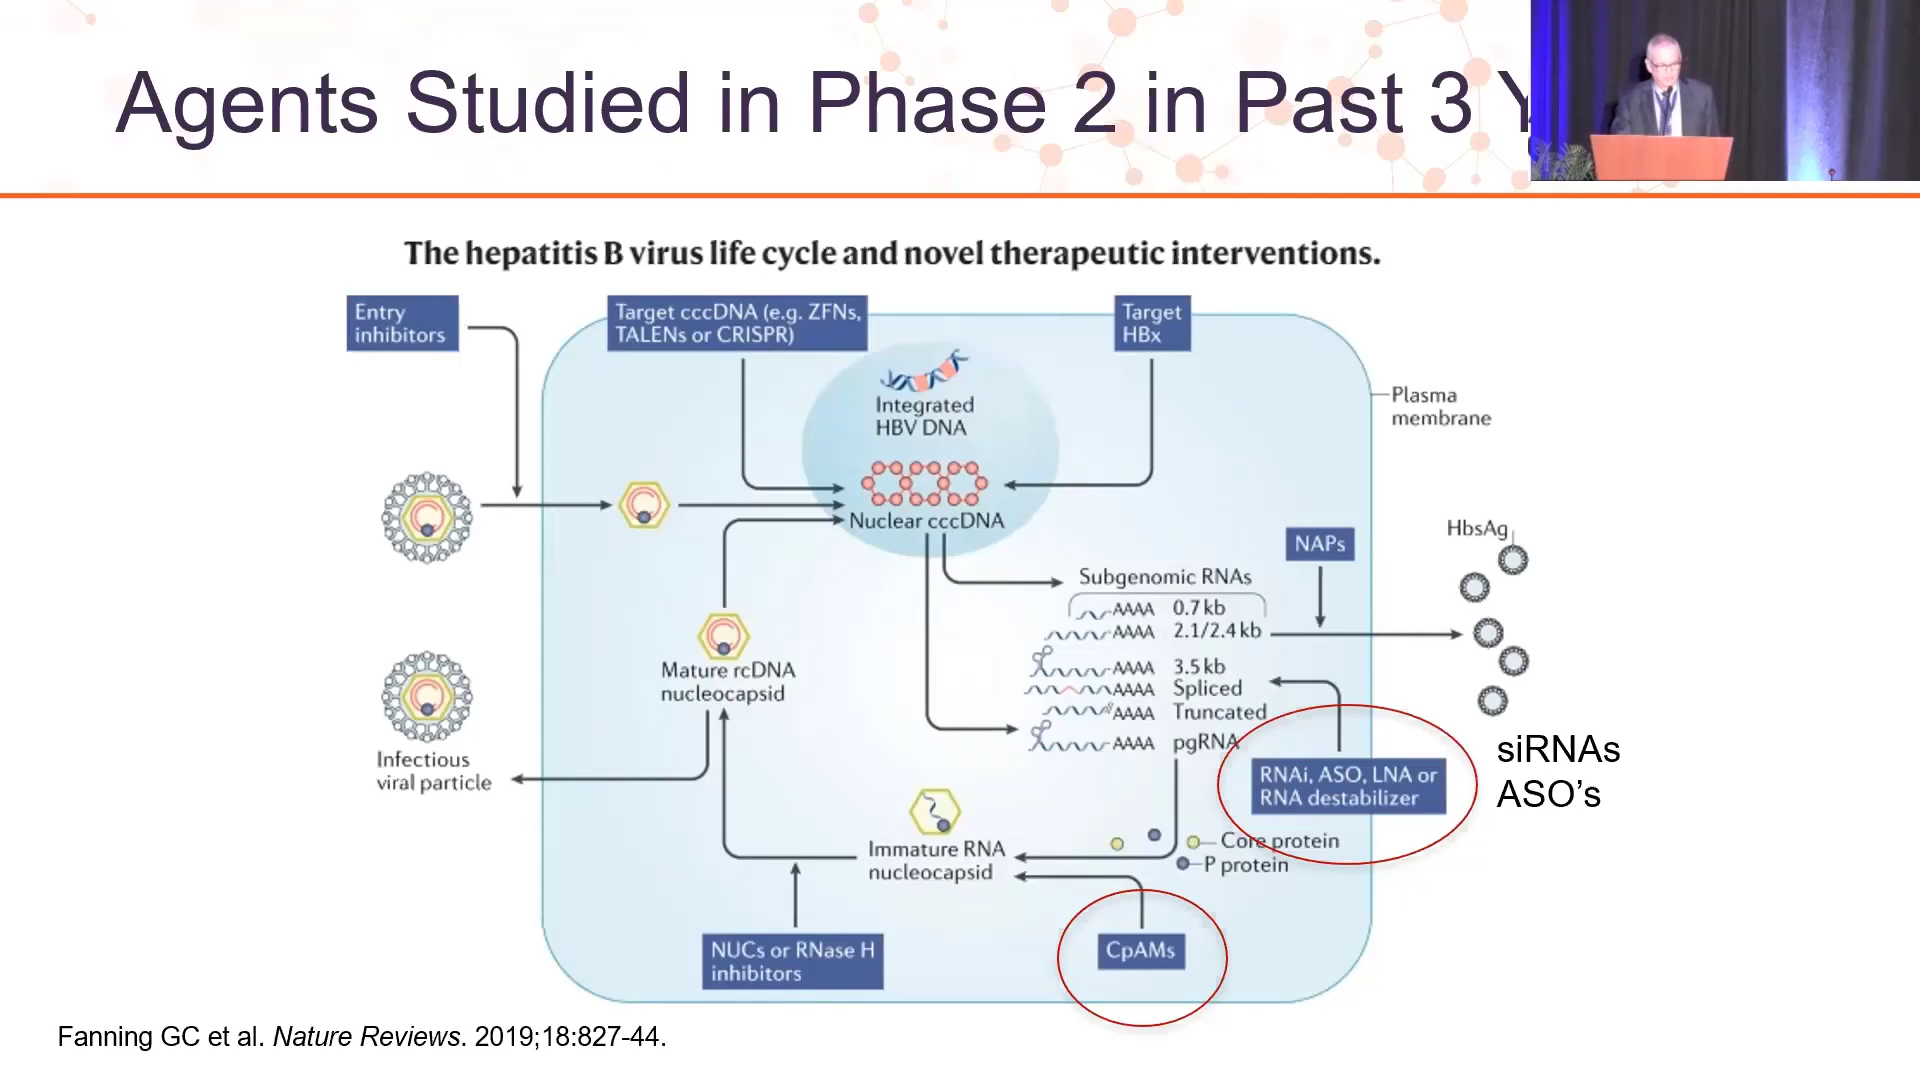 Agents Studied in Phase 2 in Past 3
The hepatitis B virus life cycle and novel therapeutic interventions.
Entry
inhibitors
Target cccDNA (e.g. ZFNs,
TALENs or CRISPR)
Target
HBx
Integrated
HBV DNA
Plasma
membrane
Nuclear cccDNA
HbsAg
NAPs
Subgenomic RNAs
AAAA 0.7 kb
AAAA 2.1/2.4 kb
AAAA 3.5 kb
AAAA Spliced
AAAA Truncated
AAAA pgRNA
Mature rcDNA
nucleocapsid
Infectious
viral particle
siRNAs
ASO’s
RNAi, ASO, LNA or
RNA destabilizer
Core protein
P protein
Immature RNA
nucleocapsid
NUCs or RNase H
inhibitors
CpAMs
Fanning GC et al. Nature Reviews. 2019;18:827-44.